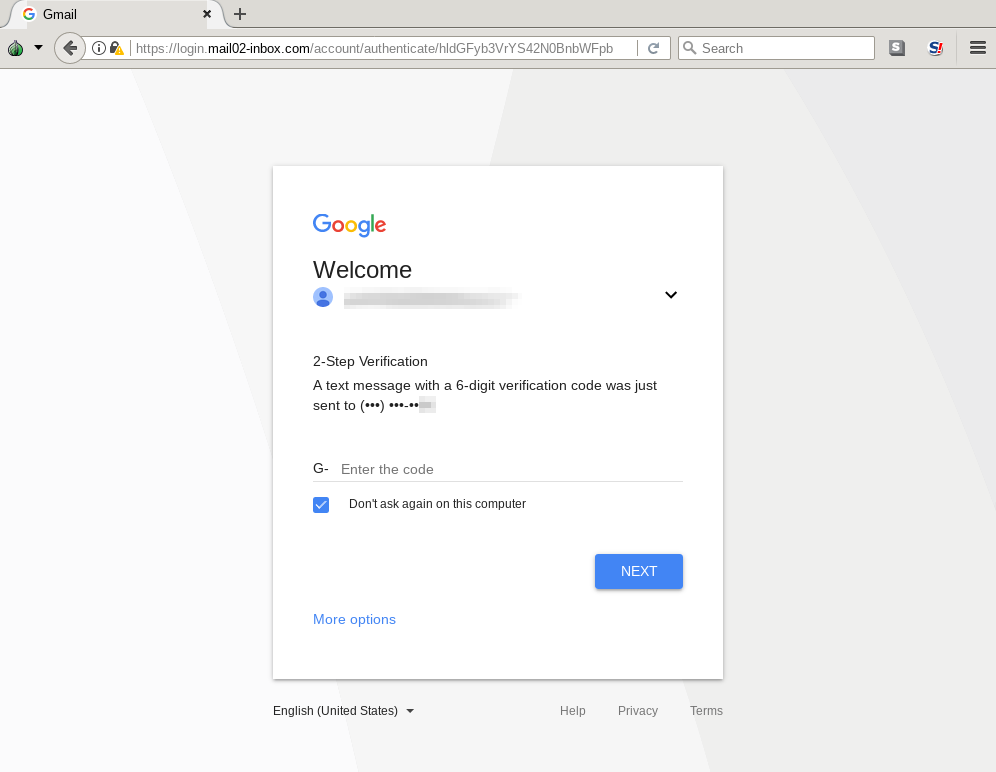 Gmail
https://login.mail02-inbox.com/account/authenticate/hldGFyb3VrYS42N0BnbWFpb
Search
S
S!
Google
Welcome
2-Step Verification
A text message with a 6-digit verification code was just
sent to (•••) •••-••
G- Enter the code
Don't ask again on this computer
NEXT
More options
English (United States)
Help Privacy Terms